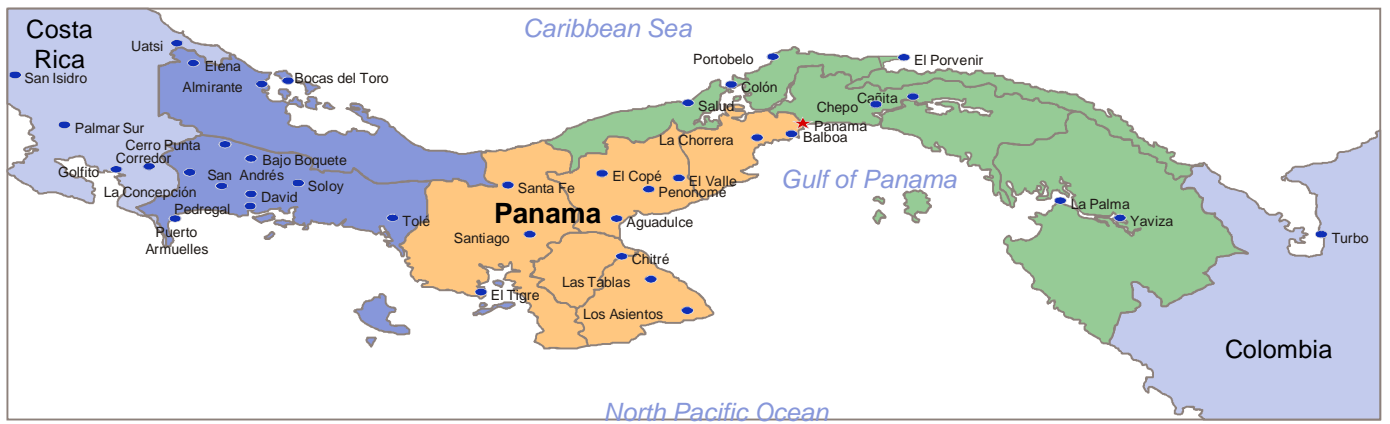 Costa
Rica
Caribbean Sea
Uatsi
San Isidro
Elena
Almirante
Bocas del Toro
Portobelo
El Porvenir
Colón
Salud
Chepo
Cañita
Palmar Sur
Panama
Balboa
La Chorrera
Cerro Punta
Corredor
Bajo Boquete
Golfito
San
Andrés
La Concepción
Soloy
David
Pedregal
Santa Fe
El Copé
El Valle
Penonomé
Gulf of Panama
Panama
Tolé
Aguadulce
La Palma
Yaviza
Puerto
Armuelles
Santiago
Turbo
Chitré
Las Tablas
El Tigre
Los Asientos
Colombia
North Pacific Ocean